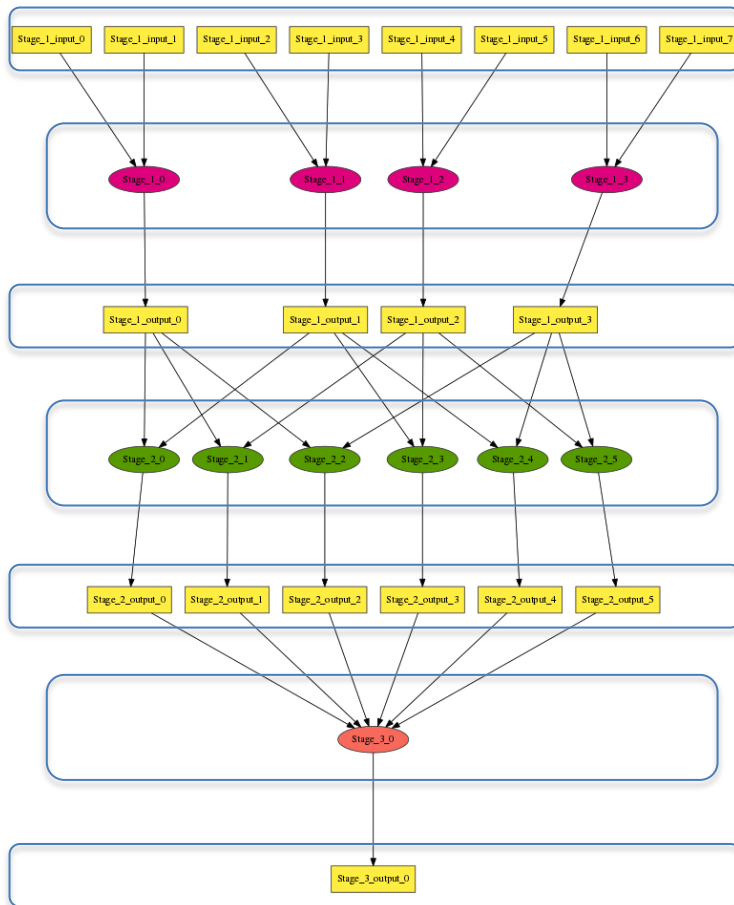 Stage_1_input_0
Stage_1_input_1
Stage_1_input_2
Stage_1_input_3
Stage_1_input_4
Stage_1_input_5
Stage_1_input_6
Stage_1_input_7
Stage_1_0
Stage_1_1
Stage_1_2
Stage_1_3
Stage_1_output_0
Stage_1_output_1
Stage_1_output_2
Stage_1_output_3
Stage_2_0
Stage_2_1
Stage_2_2
Stage_2_3
Stage_2_4
Stage_2_5
Stage_2_output_0
Stage_2_output_1
Stage_2_output_2
Stage_2_output_3
Stage_2_output_4
Stage_2_output_5
Stage_3_0
Stage_3_output_0